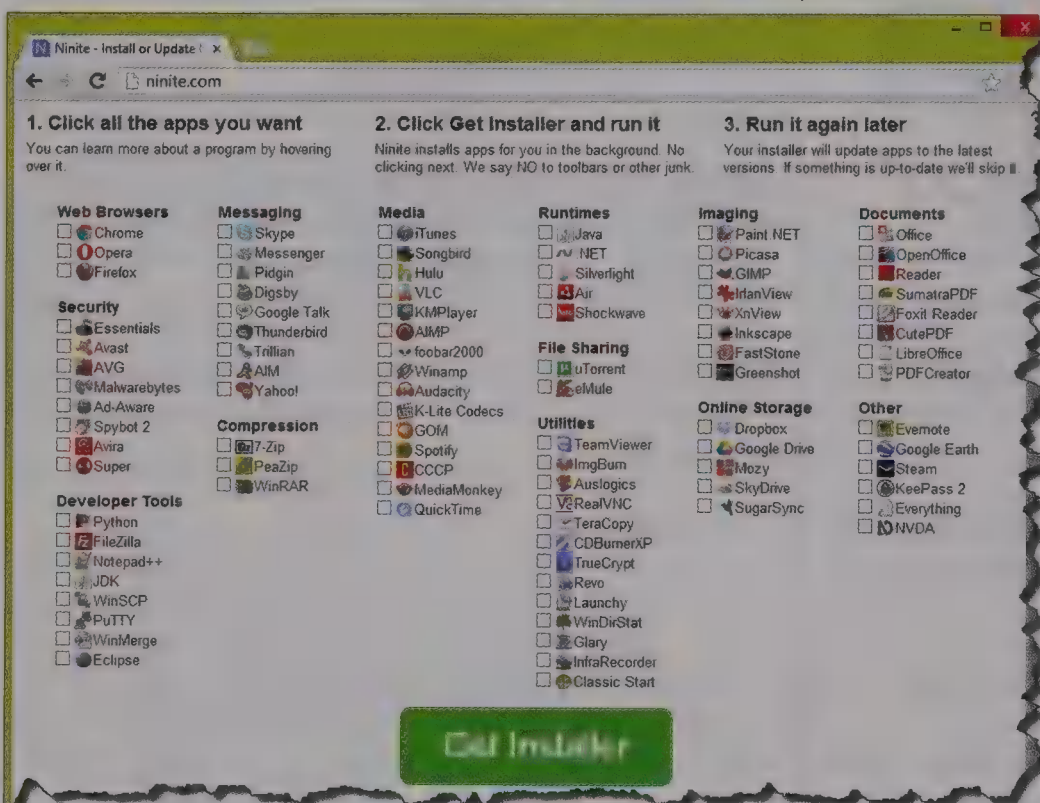 Ninite - Install or Update
ninite.com
1. Click all the apps you want
You can learn more about a program by hovering
over it.
2. Click Get Installer and run it
Ninite installs apps for you in the background. No
clicking next. We say NO to toolbars or other junk.
3. Run it again later
Your installer will update apps to the latest
versions. If something is up-to-date we'll skip it.
Web Browsers
Chrome
Opera
Firefox
Security
Essentials
Avast
AVG
Malwarebytes
Ad-Aware
Spybot 2
Avira
Super
Developer Tools
Python
FileZilla
Notepad++
JDK
WinSCP
PuTTY
WinMerge
Eclipse
Messaging
Skype
Messenger
Pidgin
Digsby
Google Talk
Thunderbird
Trillian
AIM
Yahoo!
Compression
7-Zip
PeaZip
WinRAR
Media
iTunes
Songbird
Hulu
VLC
KMPlayer
AIMP
foobar2000
Winamp
Audacity
K-Lite Codecs
GOM
Spotify
CCCP
MediaMonkey
QuickTime
Runtimes
Java
.NET
Silverlight
Air
Shockwave
File Sharing
uTorrent
eMule
Utilities
TeamViewer
ImgBurn
Auslogics
RealVNC
TeraCopy
CDBurnerXP
TrueCrypt
Revo
Launchy
WinDirStat
Glary
InfraRecorder
Classic Start
Imaging
Paint.NET
Picasa
GIMP
IrfanView
XnView
Inkscape
FastStone
Greenshot
Online Storage
Dropbox
Google Drive
Mozy
SkyDrive
SugarSync
Documents
Office
OpenOffice
Reader
SumatraPDF
Foxit Reader
CutePDF
LibreOffice
PDFCreator
Other
Evernote
Google Earth
Steam
KeePass 2
Everything
NVDA
Get Installer